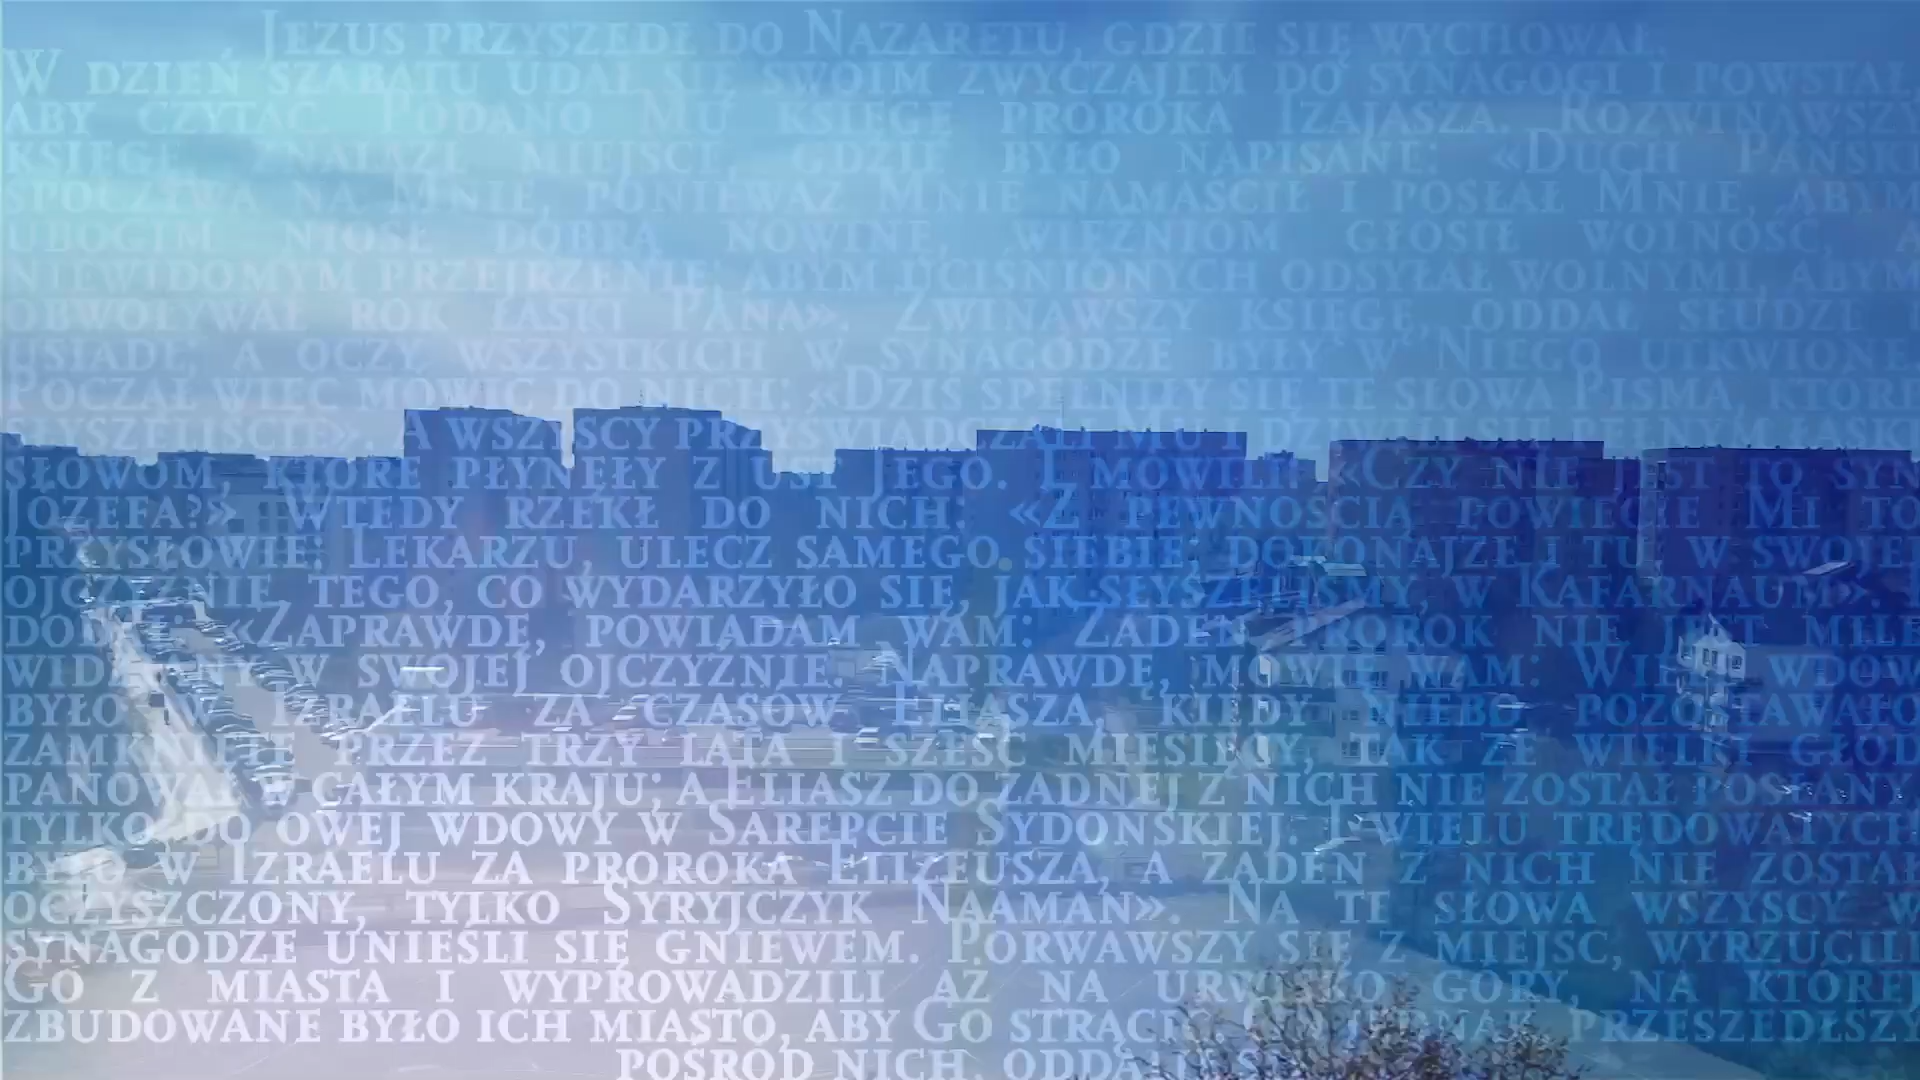 Jezus przyszedł do Nazaretu, gdzie się wychował.
W dzień szabatu udał się swoim zwyczajem do synagogi i powstał,
aby czytać. Podano Mu księgę proroka Izajasza. Rozwinąwszy
księgę, znalazł miejsce, gdzie było napisane: «Duch Pański
spoczywa na Mnie, ponieważ Mnie namaścił i posłał Mnie, abym
ubogim niósł dobrą nowinę, więźniom głosił wolność, a
niewidomym przejrzenie; abym uciśnionych odsyłał wolnymi, abym
obwoływał rok łaski Pana». Zwinąwszy księgę, oddał słudze i
usiadł; a oczy wszystkich w synagodze były w Niego utkwione.
Począł więc mówić do nich: «Dziś spełniły się te słowa Pisma, które
słyszeliście». A wszyscy przyświadczali Mu i dziwili się pełnym łaski
słowom, które płynęły z ust Jego. I mówili: «Czy nie jest to syn
Józefa?» Wtedy rzekł do nich: «Z pewnością powiecie Mi to
przysłowie: Lekarzu, ulecz samego siebie; dokonajże i tu, w swojej
ojczyźnie tego, co wydarzyło się, jak słyszeliśmy, w Kafarnaum».
«Zaprawdę, powiadam wam: Żaden prorok nie jest mile
widziany w swojej ojczyźnie. Naprawdę, mówię wam: Wiele wdów
było w Izraelu za czasów Eliasza, kiedy niebo pozostawało
zamknięte przez trzy lata i sześć miesięcy, tak że wielki głód
panował w całym kraju; a Eliasz do żadnej z nich nie został posłany,
tylko do owej wdowy w Sarepcie Sydońskiej. I wielu trędowatych
było w Izraelu za proroka Elizeusza, a żaden z nich nie został
oczyszczony, tylko Syryjczyk Naaman». Na te słowa wszyscy w
synagodze unieśli się gniewem. Porwawszy się z miejsc, wyrzucili
Go z miasta i wyprowadzili aż na urwisko góry, na której
zbudowane było ich miasto, aby Go strącić. On jednak przeszedłszy
pośród nich, oddalił się.